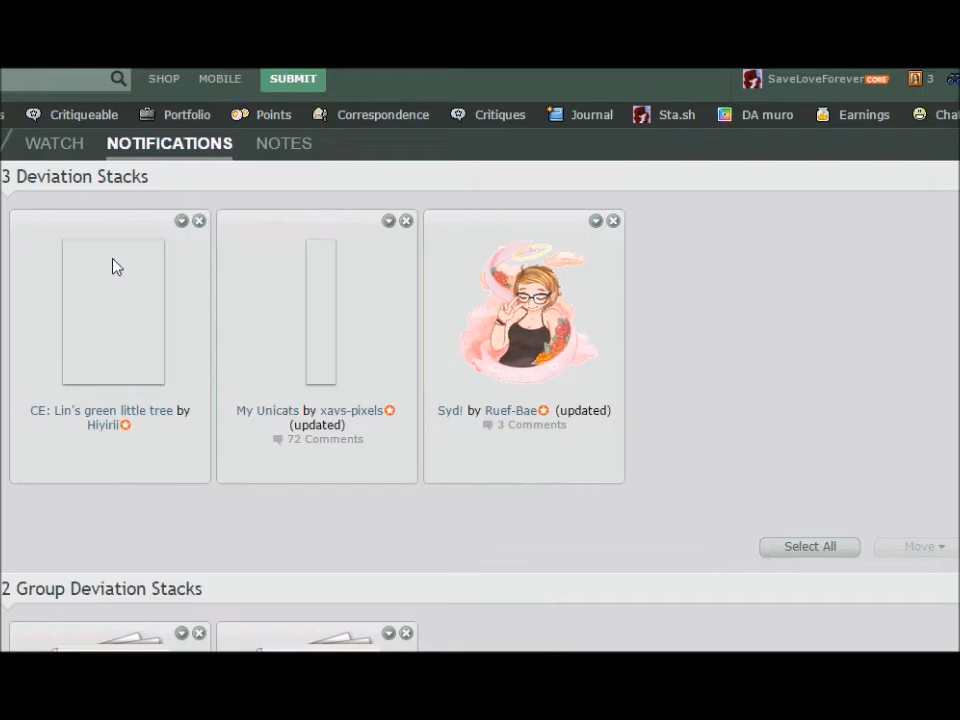 SHOP MOBILE SUBMIT SaveLoveForever CORE 3
s Critiqueable Portfolio Points Correspondence Critiques Journal Sta.sh DA muro Earnings Cha
WATCH NOTIFICATIONS NOTES
3 Deviation Stacks
CE: Lin's green little tree by
Hiyirii
My Unicats by xavs-pixels
(updated)
72 Comments
Syd! by Ruef-Bae (updated)
3 Comments
Select All Move
2 Group Deviation Stacks